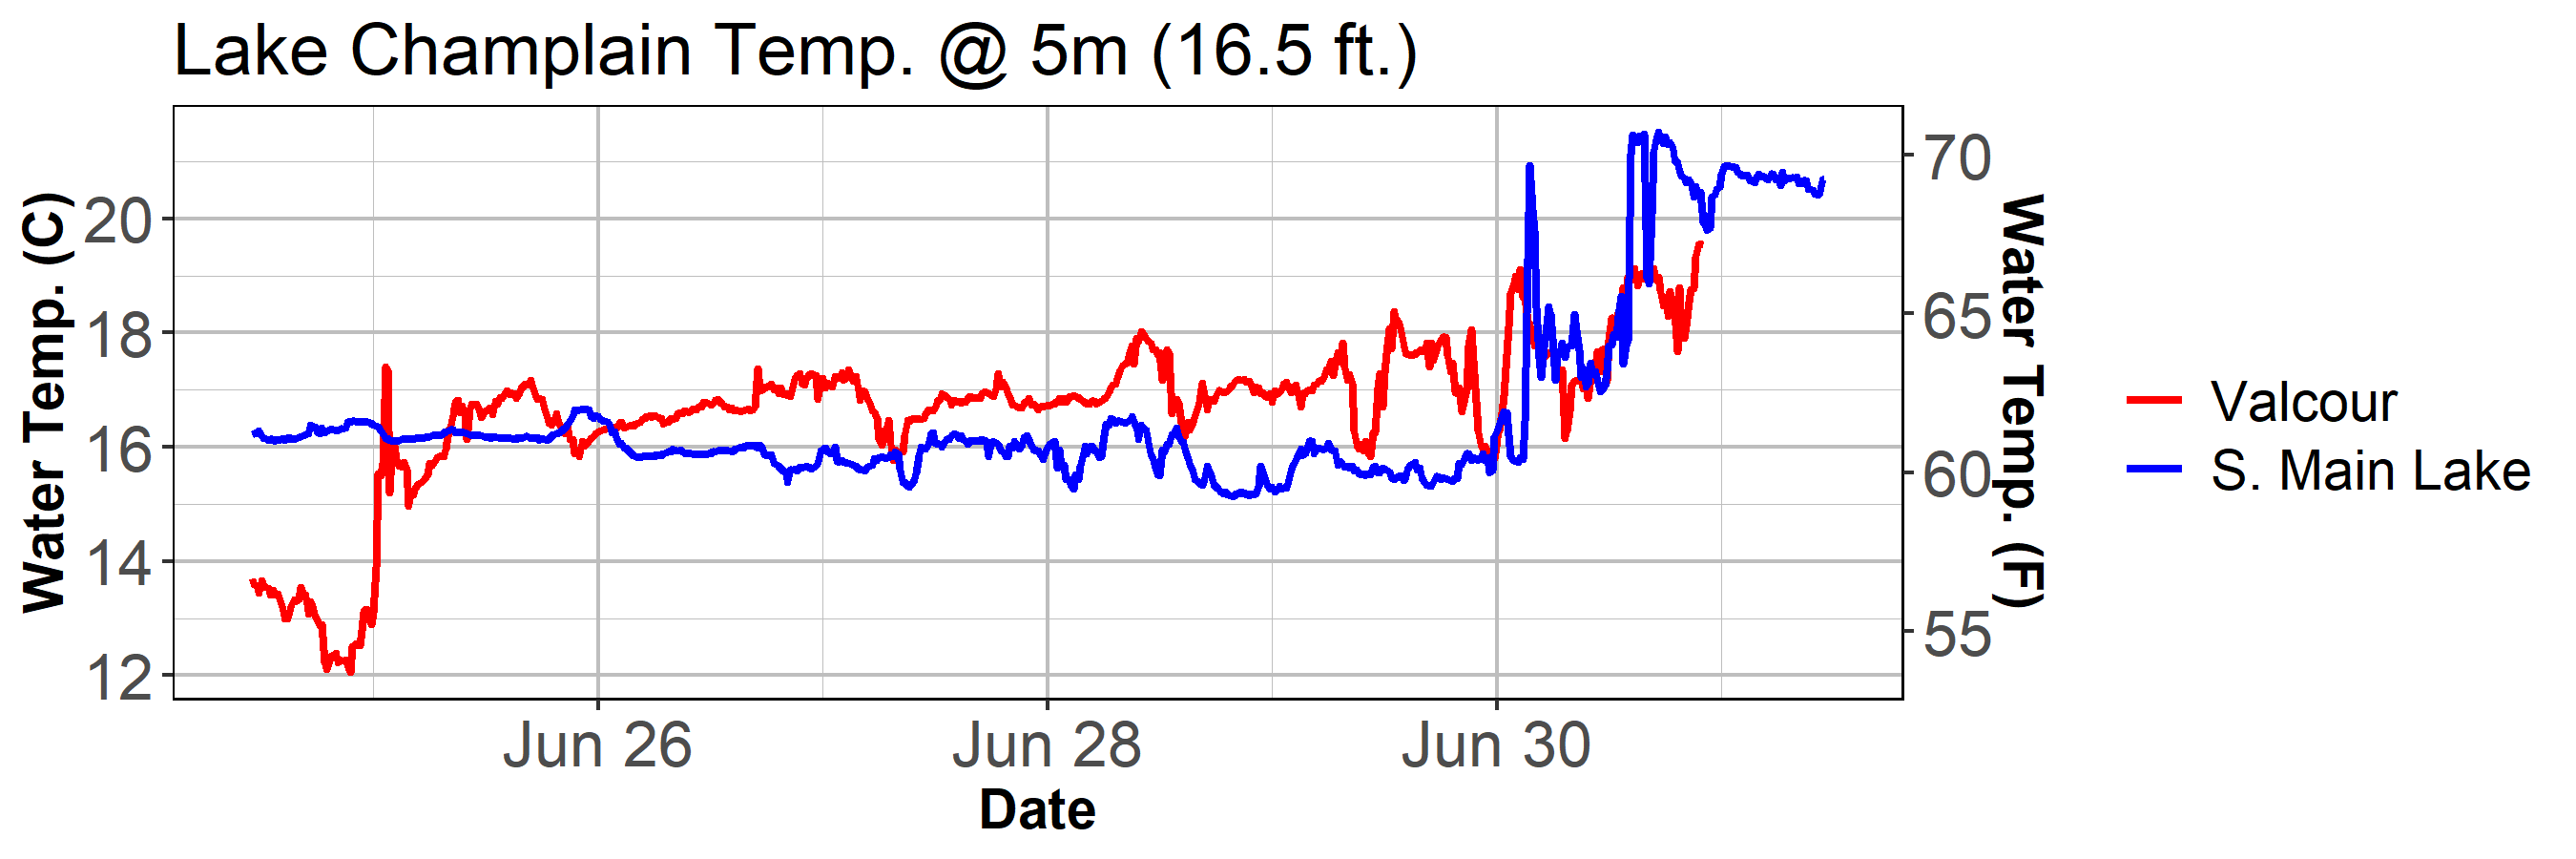 Lake Champlain Temp. @ 5m (16.5 ft.)
Water Temp. (C)
20
18
16
14
12
70
65
60
55
Water Temp. (F)
Jun 26
Jun 28
Jun 30
Date
Valcour
S. Main Lake